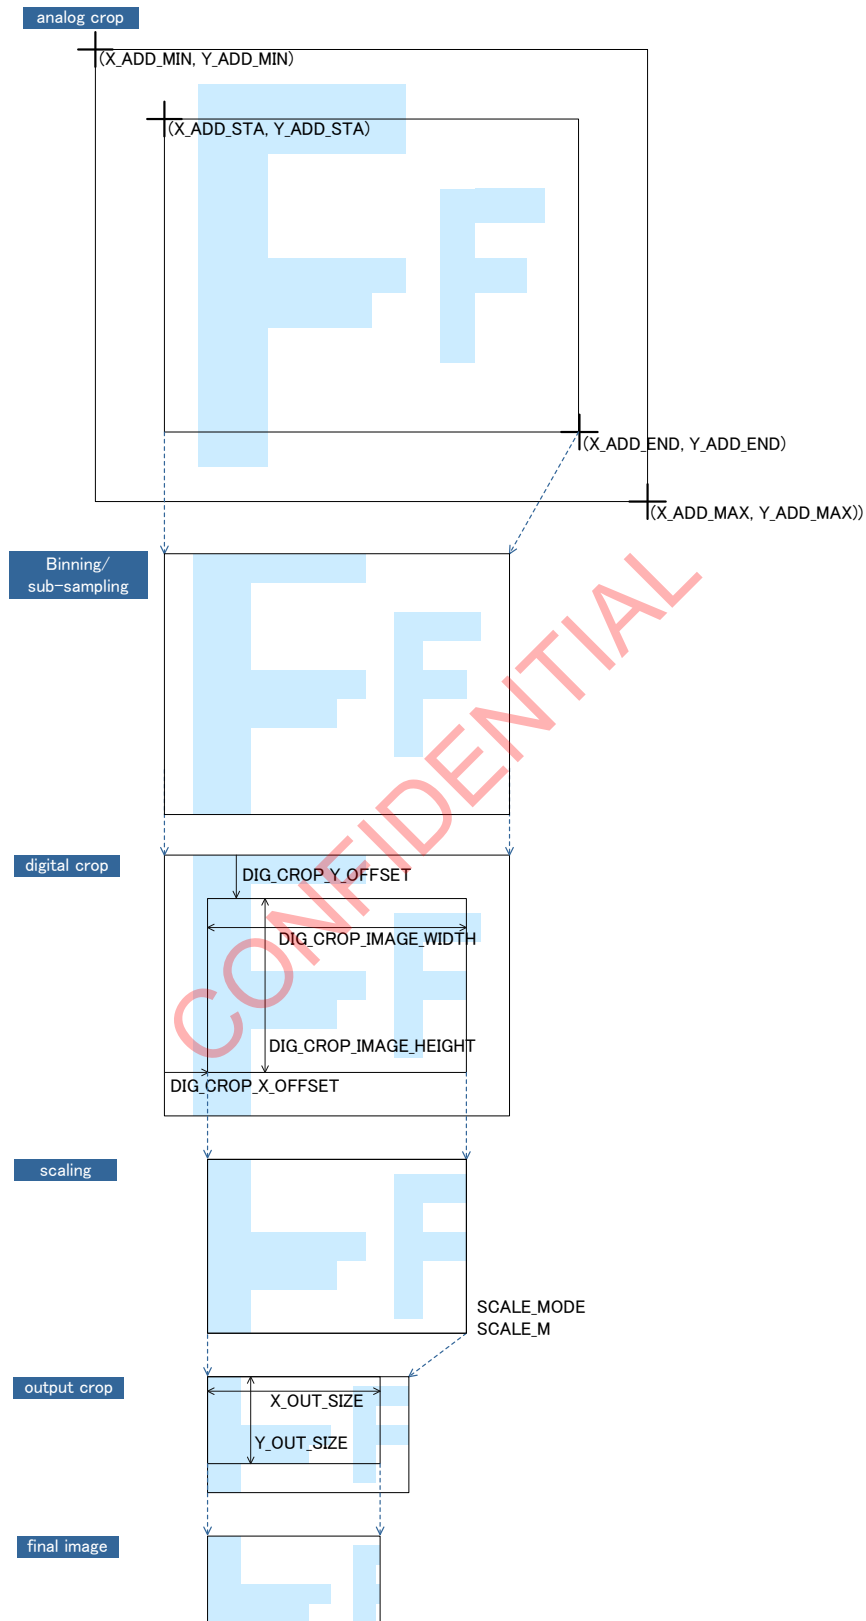 analog crop
(X_ADD_MIN, Y_ADD_MIN)
(X_ADD_STA, Y_ADD_STA)
(X_ADD_END, Y_ADD_END)
(X_ADD_MAX, Y_ADD_MAX))
Binning/
sub-sampling
CONFIDENTIAL
digital crop
DIG_CROP_Y_OFFSET
DIG_CROP_IMAGE_WIDTH
DIG_CROP_IMAGE_HEIGHT
DIG_CROP_X_OFFSET
scaling
SCALE_MODE
SCALE_M
output crop
X_OUT_SIZE
Y_OUT_SIZE
final image